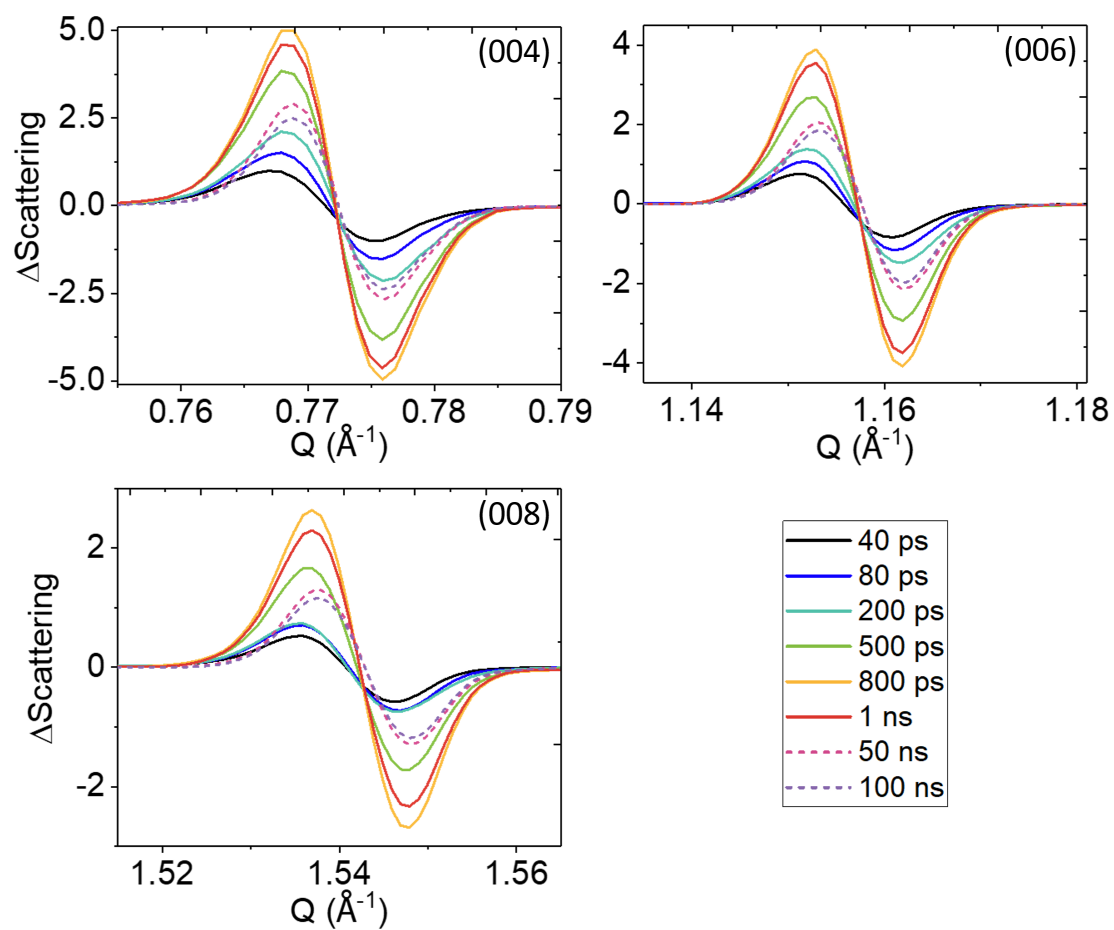 (004)
5.0
2.5
0.0
-2.5
-5.0
ΔScattering
0.76 0.77 0.78 0.79
Q (Å⁻¹)
(006)
4
2
0
-2
-4
1.14 1.16 1.18
Q (Å⁻¹)
(008)
2
0
-2
ΔScattering
1.52 1.54 1.56
Q (Å⁻¹)
40 ps
80 ps
200 ps
500 ps
800 ps
1 ns
50 ns
100 ns